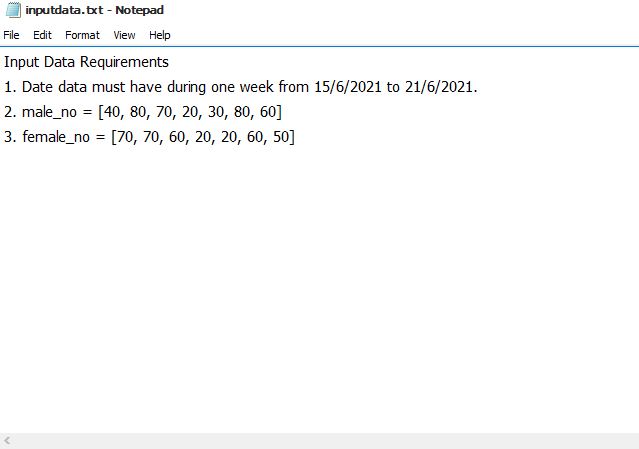 inputdata.txt - Notepad
File Edit Format View Help
Input Data Requirements
1. Date data must have during one week from 15/6/2021 to 21/6/2021.
2. male_no = [40, 80, 70, 20, 30, 80, 60]
3. female_no = [70, 70, 60, 20, 20, 60, 50]